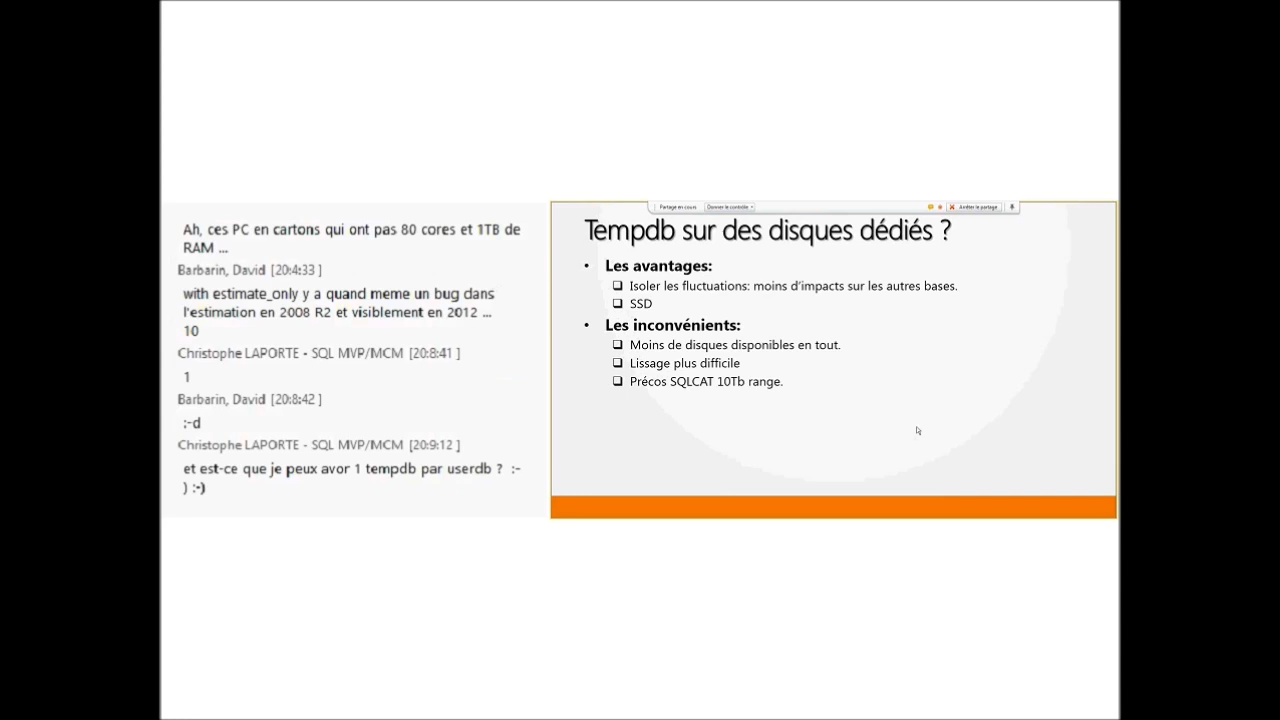 Ah, ces PC en cartons qui ont pas 80 cores et 1TB de
RAM ...
Barbarin, David [20:4:33 ]
with estimate_only y a quand meme un bug dans
l'estimation en 2008 R2 et visiblement en 2012 ...
10
Christophe LAPORTE - SQL MVP/MCM [20:8:41 ]
1
Barbarin, David [20:8:42 ]
;-d
Christophe LAPORTE - SQL MVP/MCM [20:9:12 ]
et est-ce que je peux avor 1 tempdb par userdb ? :-
) :-)
Partage en cours
Donner le contrôle
Arrêter le partage
Tempdb sur des disques dédiés ?
• Les avantages:
❑ Isoler les fluctuations: moins d'impacts sur les autres bases.
❑ SSD
• Les inconvénients:
❑ Moins de disques disponibles en tout.
❑ Lissage plus difficile
❑ Précos SQLCAT 10Tb range.